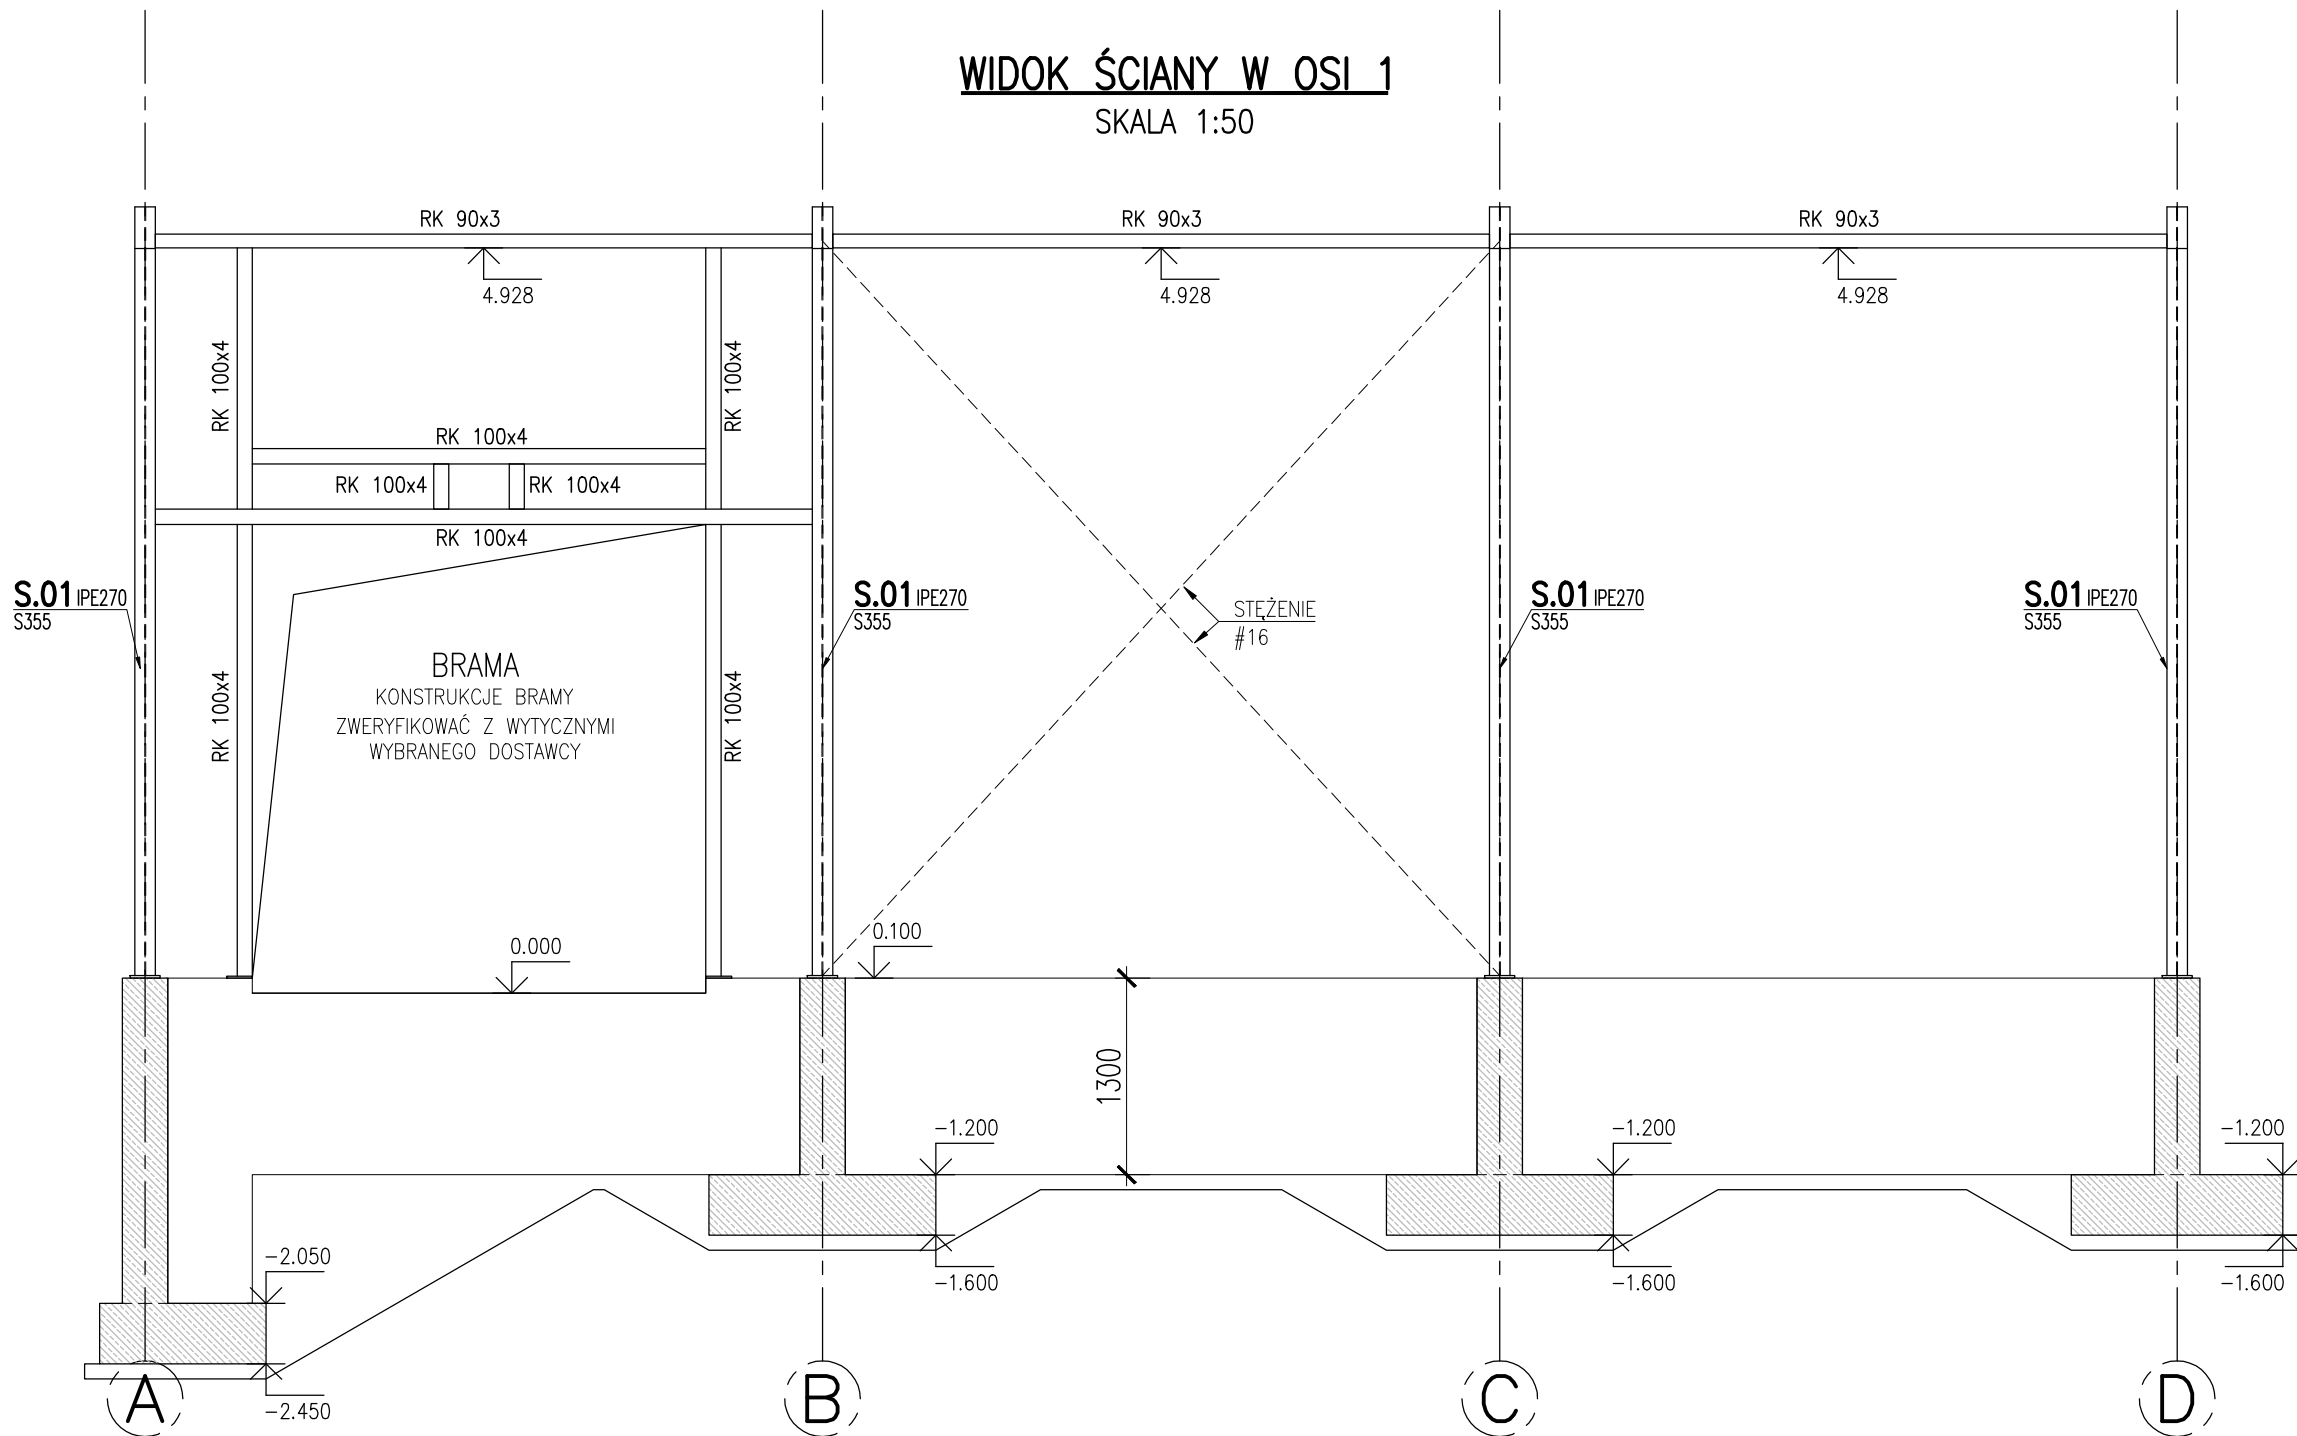 WIDOK ŚCIANY W OSI 1
SKALA 1:50
RK 90x3
RK 90x3
RK 90x3
4.928
4.928
4.928
RK 100x4
RK 100x4
RK 100x4
RK 100x4
RK 100x4
RK 100x4
S.01 IPE270
S355
S.01 IPE270
S355
STĘŻENIE
#16
S.01 IPE270
S355
S.01 IPE270
S355
BRAMA
KONSTRUKCJE BRAMY
ZWERYFIKOWAĆ Z WYTYCZNYMI
WYBRANEGO DOSTAWCY
RK 100x4
RK 100x4
0.000
0.100
1300
-1.200
-1.200
-1.200
-2.050
-1.600
-1.600
-1.600
-2.450
A
B
C
D